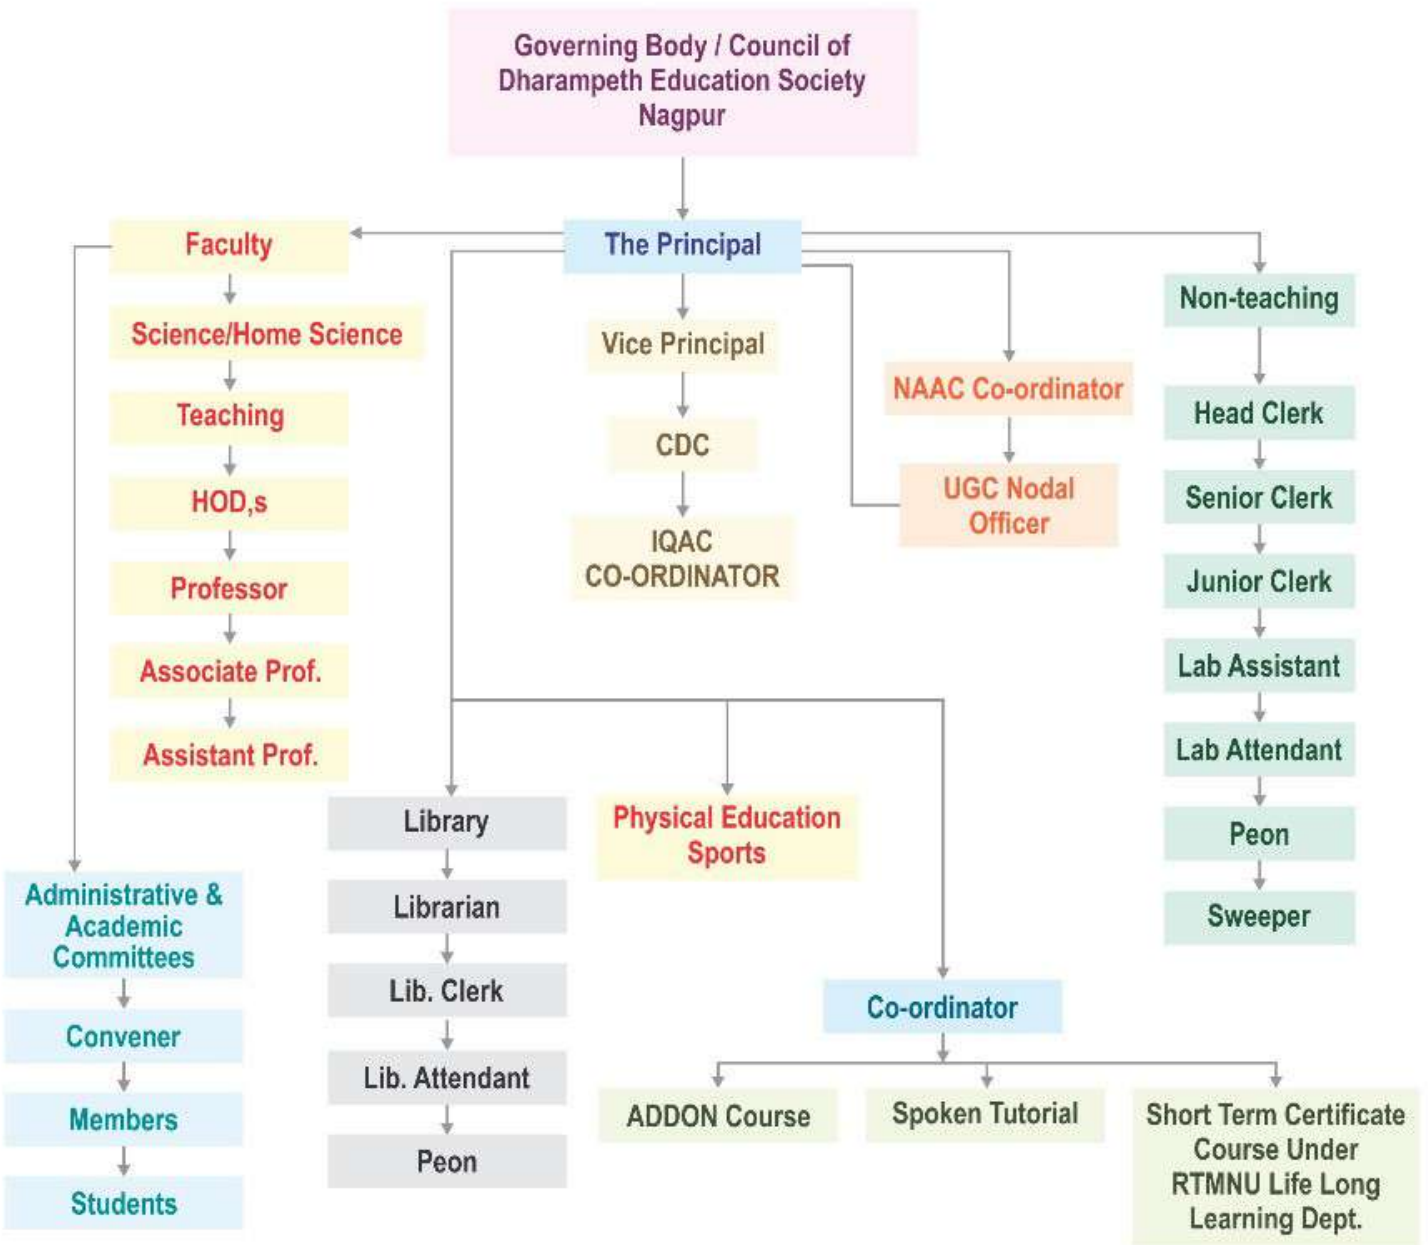 Governing Body / Council of
Dharampeth Education Society
Nagpur
The Principal
Faculty
Science/Home Science
Teaching
HOD,s
Professor
Associate Prof.
Assistant Prof.
Administrative &
Academic
Committees
Convener
Members
Students
Vice Principal
CDC
IQAC
CO-ORDINATOR
NAAC Co-ordinator
UGC Nodal
Officer
Non-teaching
Head Clerk
Senior Clerk
Junior Clerk
Lab Assistant
Lab Attendant
Peon
Sweeper
Library
Librarian
Lib. Clerk
Lib. Attendant
Peon
Physical Education
Sports
Co-ordinator
ADDON Course
Spoken Tutorial
Short Term Certificate
Course Under
RTMNU Life Long
Learning Dept.